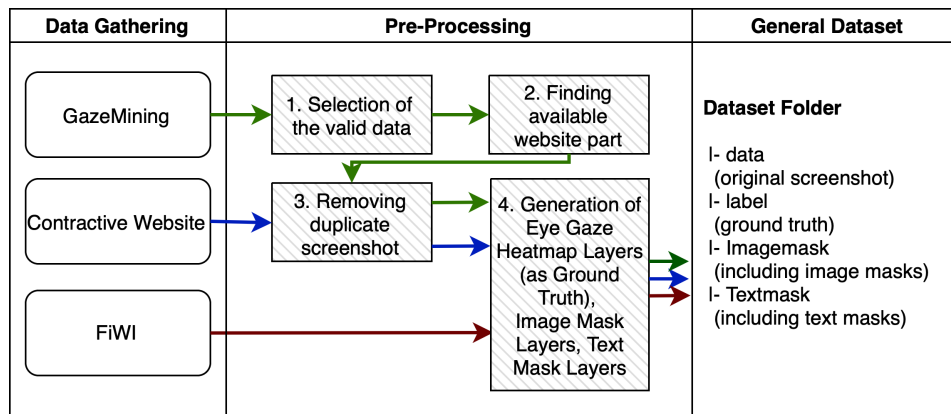 Data Gathering
Pre-Processing
General Dataset
GazeMining
Contractive Website
FiWI
1. Selection of
the valid data
2. Finding
available
website part
3. Removing
duplicate
screenshot
4. Generation of
Eye Gaze
Heatmap Layers
(as Ground
Truth),
Image Mask
Layers, Text
Mask Layers
Dataset Folder
|- data
(original screenshot)
|- label
(ground truth)
|- Imagemask
(including image masks)
|- Textmask
(including text masks)